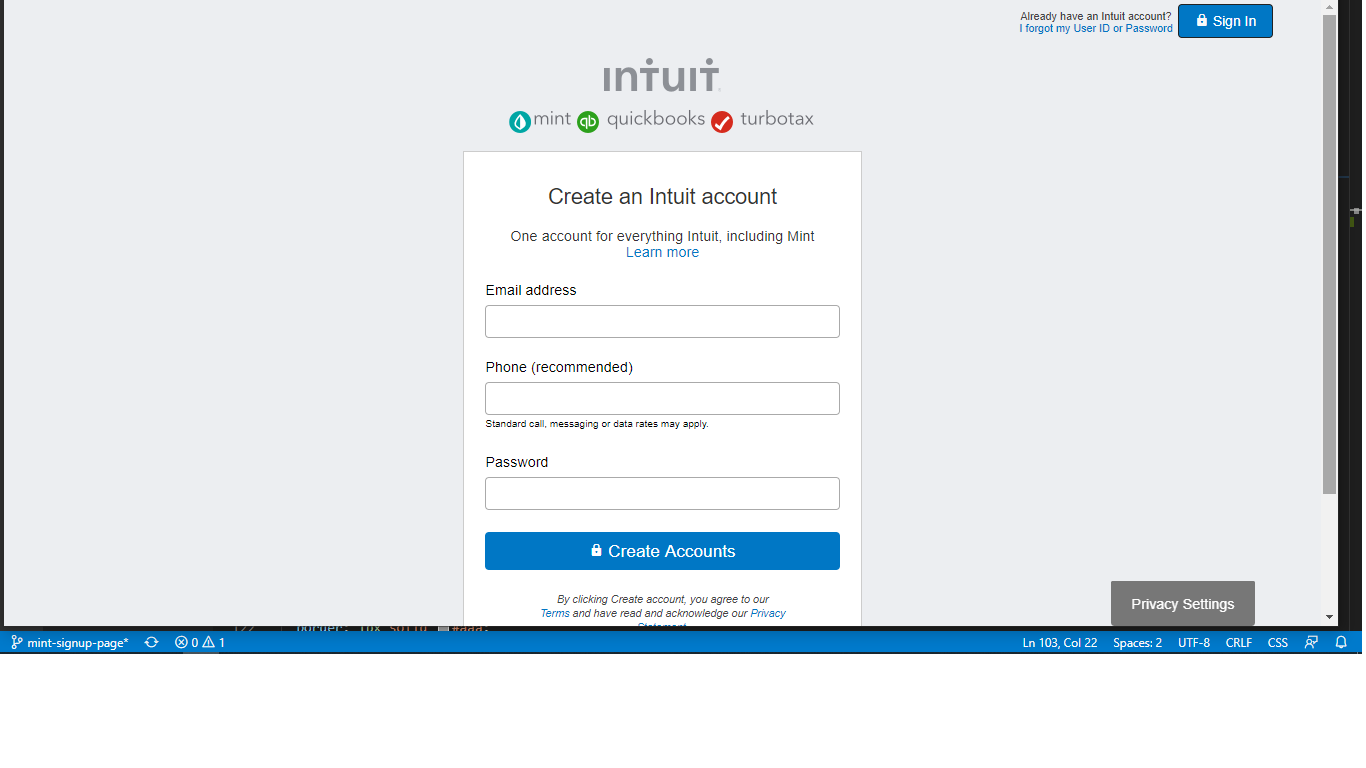 Already have an Intuit account?
I forgot my User ID or Password
Sign In
intuit
mint quickbooks turbotax
Create an Intuit account
One account for everything Intuit, including Mint
Learn more
Email address
Phone (recommended)
Standard call, messaging or data rates may apply.
Password
Create Accounts
By clicking Create account, you agree to our
Terms and have read and acknowledge our Privacy
Statement
Privacy Settings
mint-signup-page* 0 1 Ln 103, Col 22 Spaces: 2 UTF-8 CRLF CSS